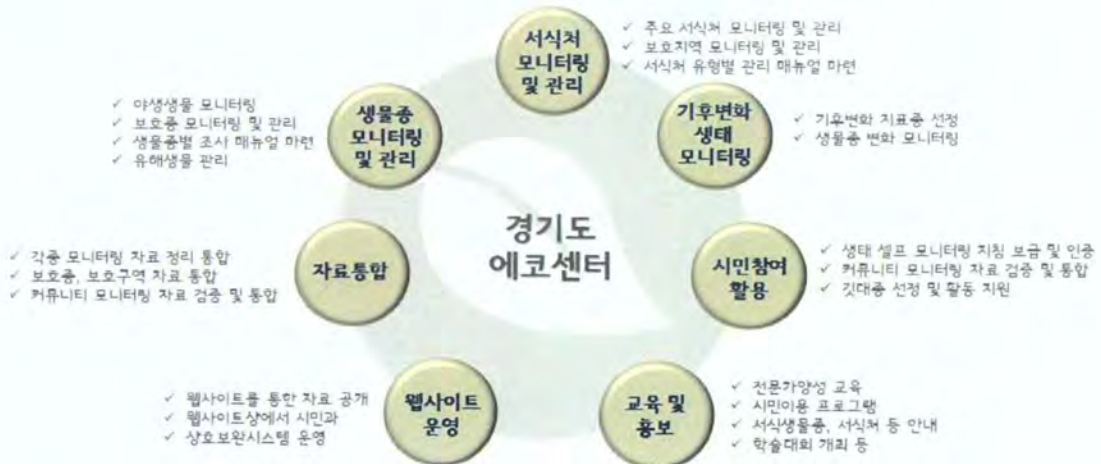 서식처
모니터링
및 관리
✓ 주요 서식처 모니터링 및 관리
✓ 보호지역 모니터링 및 관리
✓ 서식처 유형별 관리 매뉴얼 마련
기후변화
생태
모니터링
✓ 기후변화 지표종 선정
✓ 생물종 변화 모니터링
시민참여
활용
✓ 생태 셀프 모니터링 지침 보급 및 인증
✓ 커뮤니티 모니터링 자료 검증 및 통합
✓ 깃대종 선정 및 활동 지원
교육 및
홍보
✓ 전문가양성 교육
✓ 시민이용 프로그램
✓ 서식생물종, 서식처 등 안내
✓ 학술대회 개최 등
웹사이트
운영
✓ 웹사이트를 통한 자료 공개
✓ 웹사이트상에서 시민과
✓ 상호보완시스템 운영
자료통합
✓ 각종 모니터링 자료 정리 통합
✓ 보호종, 보호구역 자료 통합
✓ 커뮤니티 모니터링 자료 검증 및 통합
생물종
모니터링
및 관리
✓ 야생생물 모니터링
✓ 보호종 모니터링 및 관리
✓ 생물종별 조사 매뉴얼 마련
✓ 유해생물 관리
경기도
에코센터